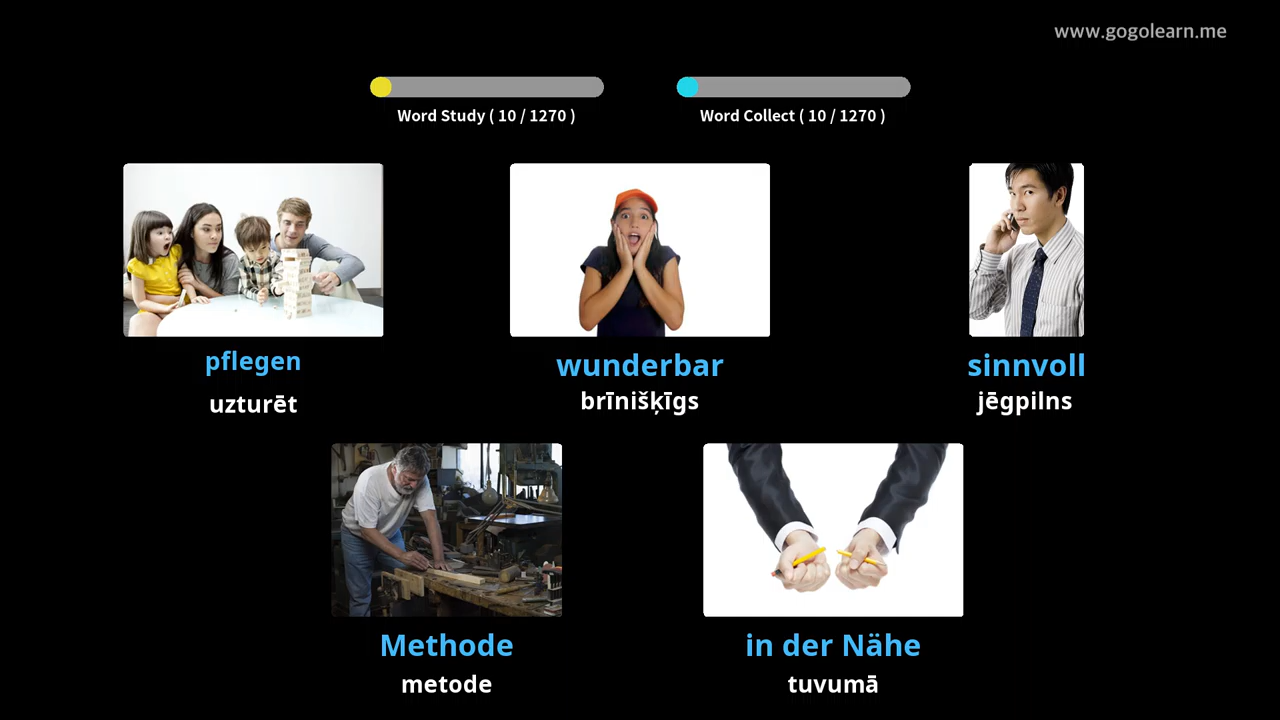 www.gogolearn.me
Word Study ( 10 / 1270 )
Word Collect ( 10 / 1270 )
pflegen
uzturēt
wunderbar
brīnišķīgs
sinnvoll
jēgpilns
Methode
metode
in der Nähe
tuvumā